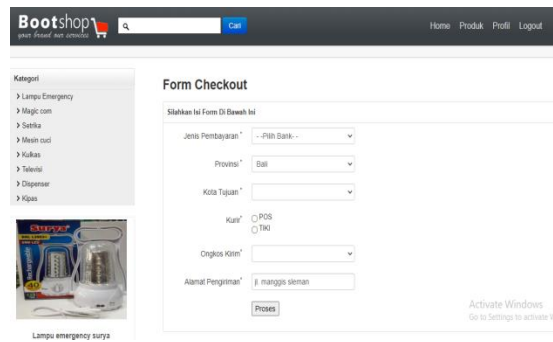 Bootshop
your brand our services
Cari
Home Produk Profil Logout
Kategori
> Lampu Emergency
> Magic com
> Setrika
> Mesin cuci
> Kulkas
> Televisi
> Dispenser
> Kipas
Surya
Rechargeable
40
Lampu emergency surya
Form Checkout
Silahkan Isi Form Di Bawah Ini
Jenis Pembayaran * - -Pilih Bank- -
Provinsi * Bali
Kota Tujuan *
Kurir * POS
TIKI
Ongkos Kirim *
Alamat Pengiriman * jl. manggis sleman
Proses
Activate Windows
Go to Settings to activate W